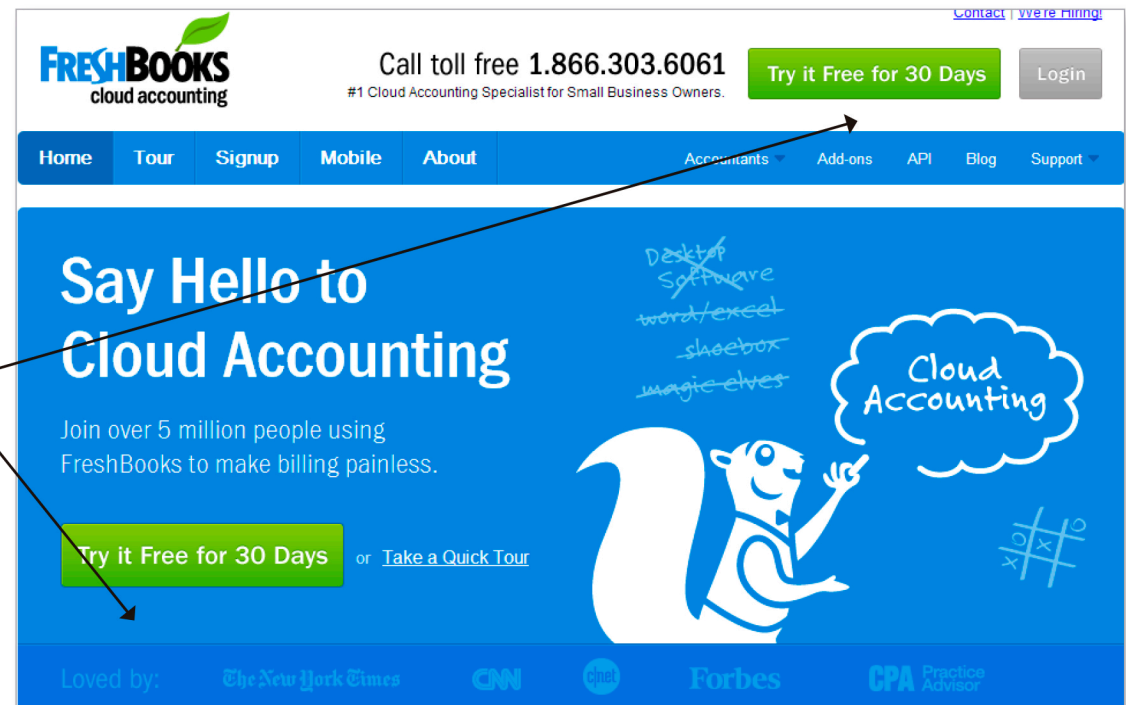 Contact | We're Hiring!
FRESHBOOKS
cloud accounting
Call toll free 1.866.303.6061
#1 Cloud Accounting Specialist for Small Business Owners.
Try it Free for 30 Days
Login
Home Tour Signup Mobile About Accountants Add-ons API Blog Support
Say Hello to
Cloud Accounting
Join over 5 million people using
FreshBooks to make billing painless.
Try it Free for 30 Days or Take a Quick Tour
Desktop
Software
word/excel
shoebox
magic elves
Cloud
Accounting
O
O X
X
Loved by: The New York Times CNN c|net Forbes CPA Practice Advisor